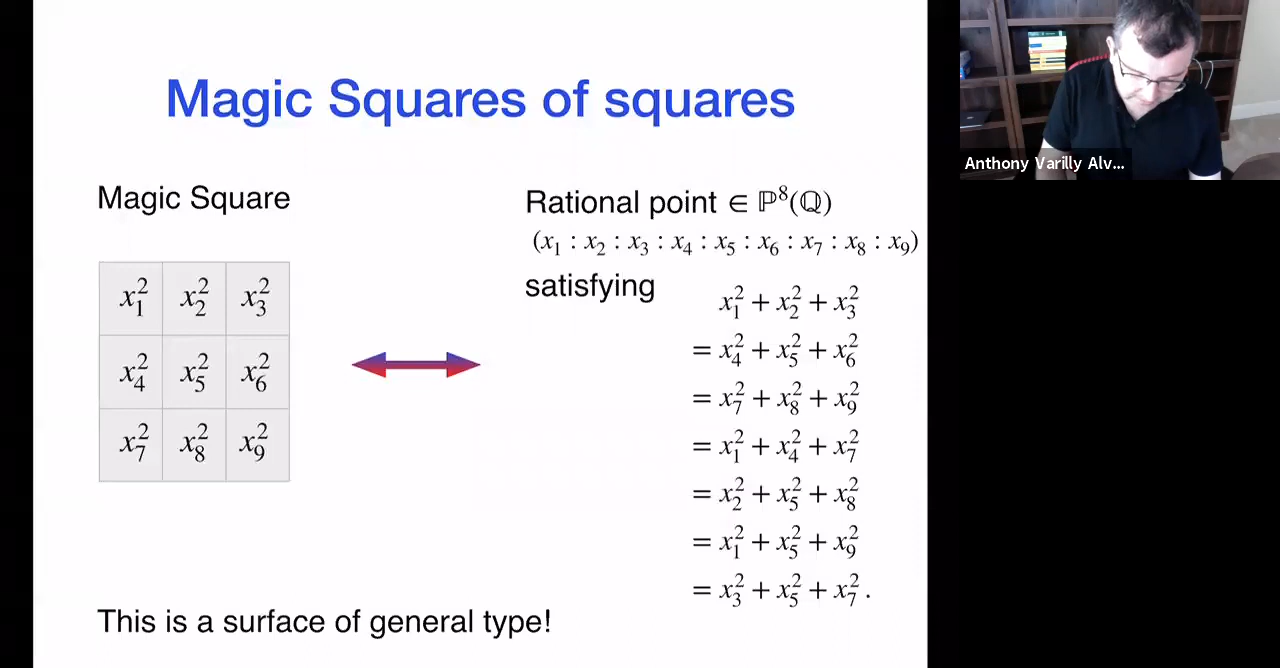 Magic Squares of squares
Anthony Varilly Alv...
Magic Square
x₁² x₂² x₃²
x₄² x₅² x₆²
x₇² x₈² x₉²
Rational point ∈ ℙ⁸(ℚ)
(x₁ : x₂ : x₃ : x₄ : x₅ : x₆ : x₇ : x₈ : x₉)
satisfying
x₁² + x₂² + x₃²
= x₄² + x₅² + x₆²
= x₇² + x₈² + x₉²
= x₁² + x₄² + x₇²
= x₂² + x₅² + x₈²
= x₁² + x₅² + x₉²
= x₃² + x₅² + x₇² .
This is a surface of general type!